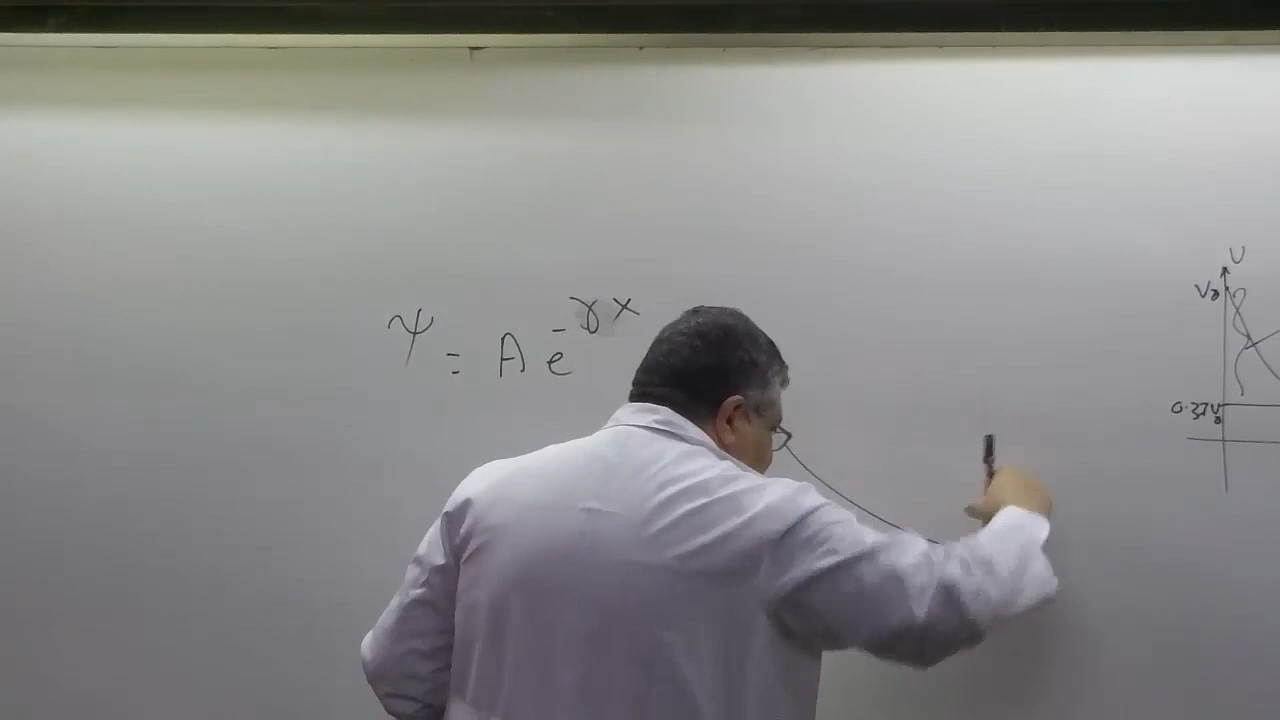 ψ = A e^-γx
U
V₀
0.37V₀